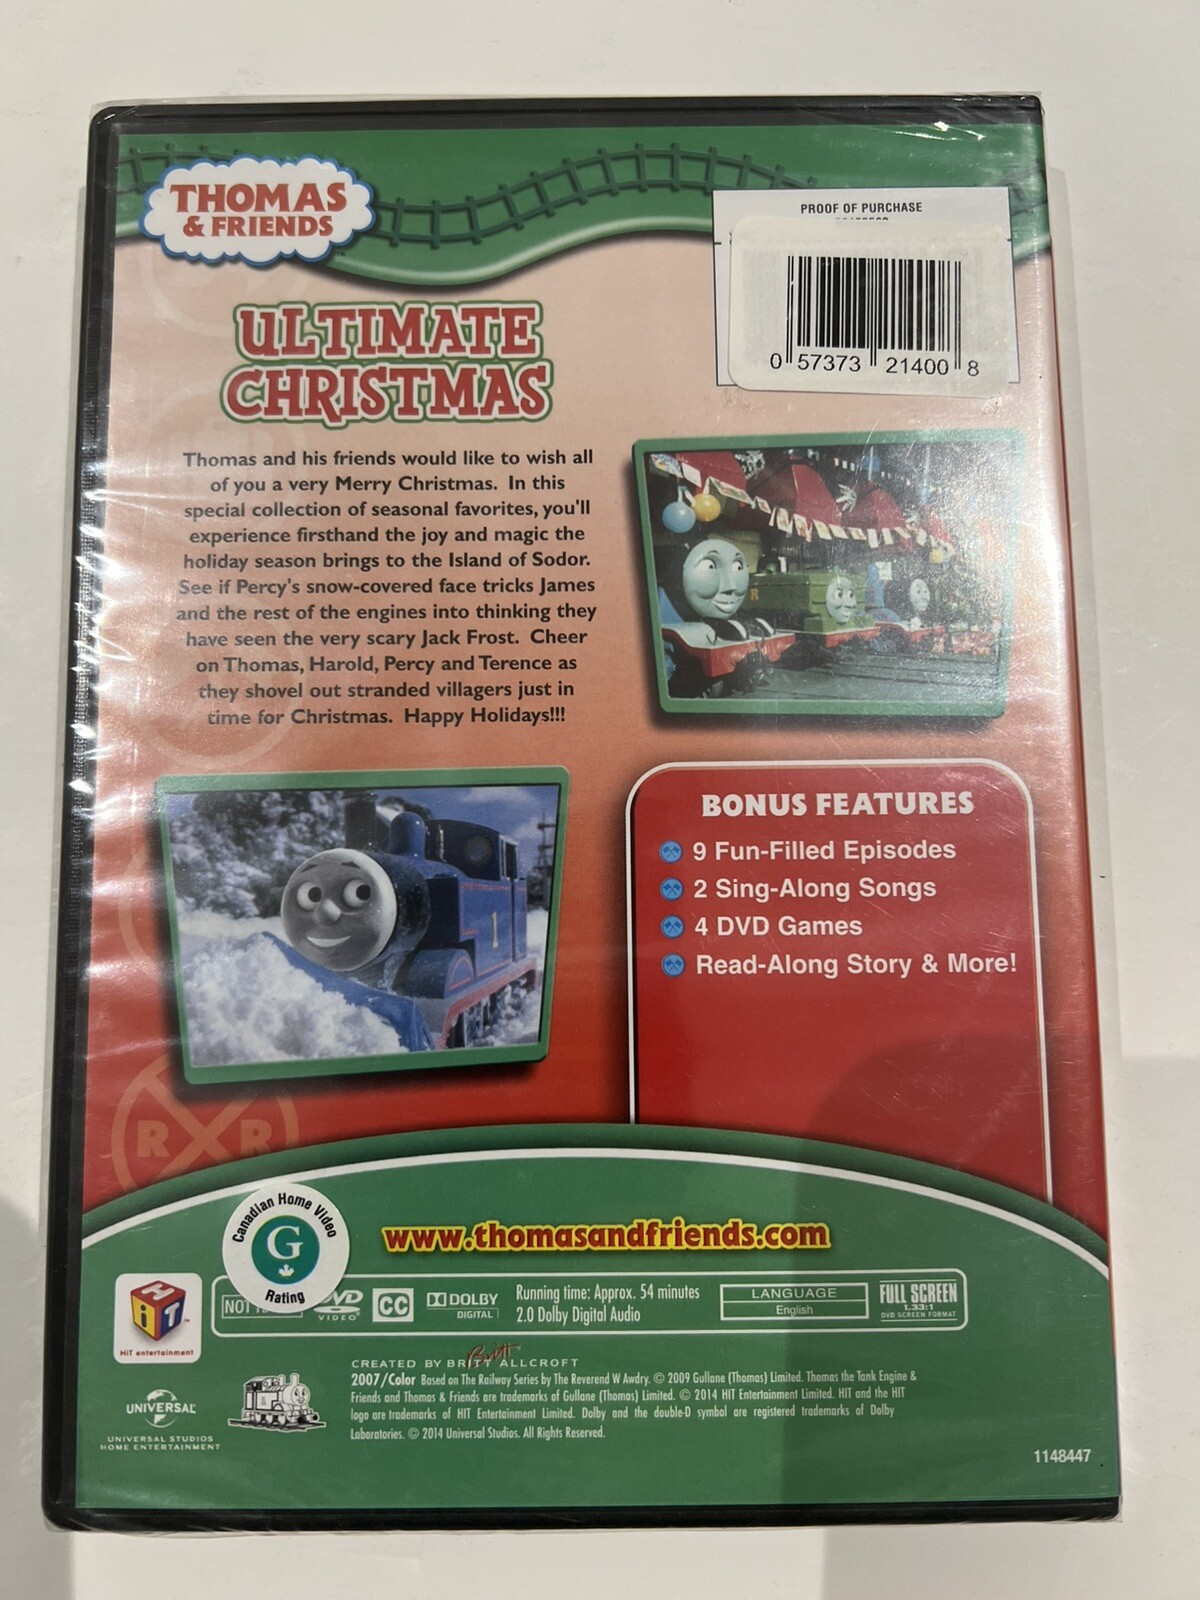 THOMAS
& FRIENDS
PROOF OF PURCHASE
0 57373 21400 8
ULTIMATE
CHRISTMAS
Thomas and his friends would like to wish all
of you a very Merry Christmas. In this
special collection of seasonal favorites, you'll
experience firsthand the joy and magic the
holiday season brings to the Island of Sodor.
See if Percy's snow-covered face tricks James
and the rest of the engines into thinking they
have seen the very scary Jack Frost. Cheer
on Thomas, Harold, Percy and Terence as
they shovel out stranded villagers just in
time for Christmas. Happy Holidays!!!
1
BONUS FEATURES
9 Fun-Filled Episodes
2 Sing-Along Songs
4 DVD Games
Read-Along Story & More!
R R
Canadian Home Video
G
Rating
www.thomasandfriends.com
HiT
HiT entertainment
NOT
DVD
VIDEO
CC
DOLBY
DIGITAL
Running time: Approx. 54 minutes
2.0 Dolby Digital Audio
LANGUAGE
English
FULL SCREEN
1.33:1
DVD SCREEN FORMAT
CREATED BY BRITT ALLCROFT
Britt
2007/Color Based on The Railway Series by The Reverend W Awdry. © 2009 Gullane (Thomas) Limited. Thomas the Tank Engine &
Friends and Thomas & Friends are trademarks of Gullane (Thomas) Limited. © 2014 HIT Entertainment Limited. HIT and the HIT
logo are trademarks of HIT Entertainment Limited. Dolby and the double-D symbol are registered trademarks of Dolby
Laboratories. © 2014 Universal Studios. All Rights Reserved.
UNIVERSAL
UNIVERSAL STUDIOS
HOME ENTERTAINMENT
1148447